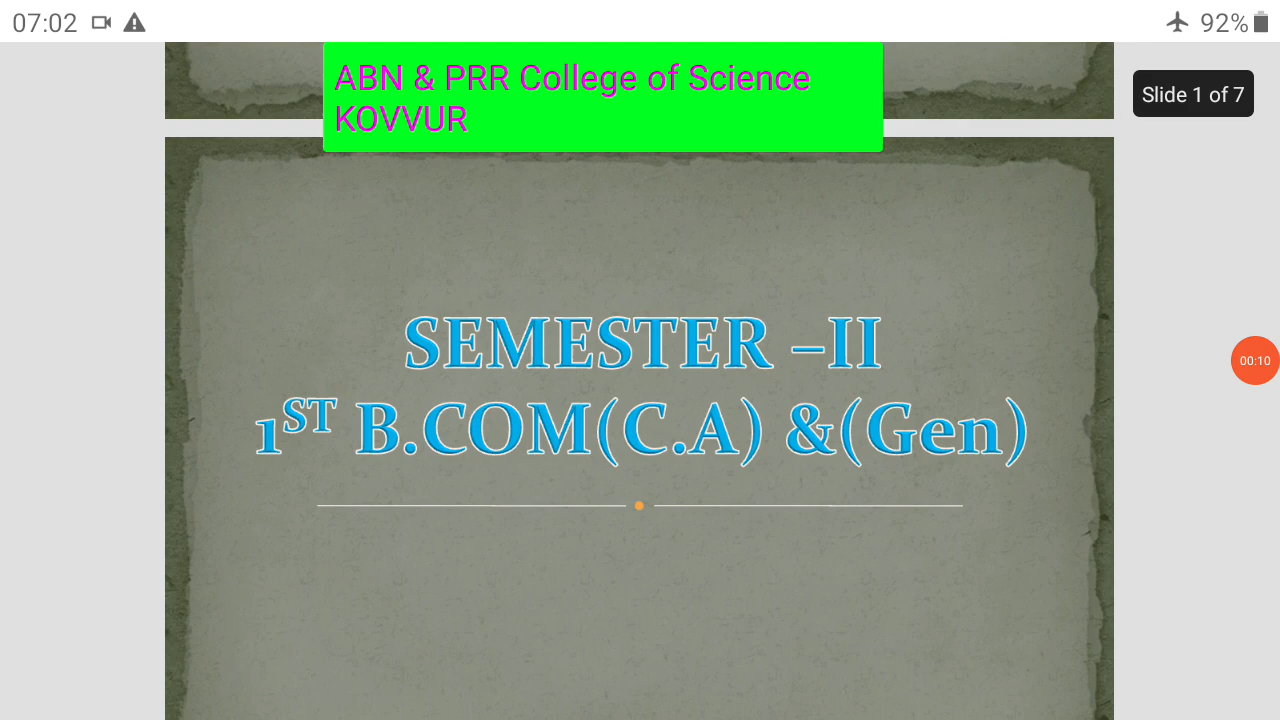 07:02
92%
ABN & PRR College of Science
KOVVUR
Slide 1 of 7
SEMESTER –II
00:10
1ST B.COM(C.A) &(Gen)